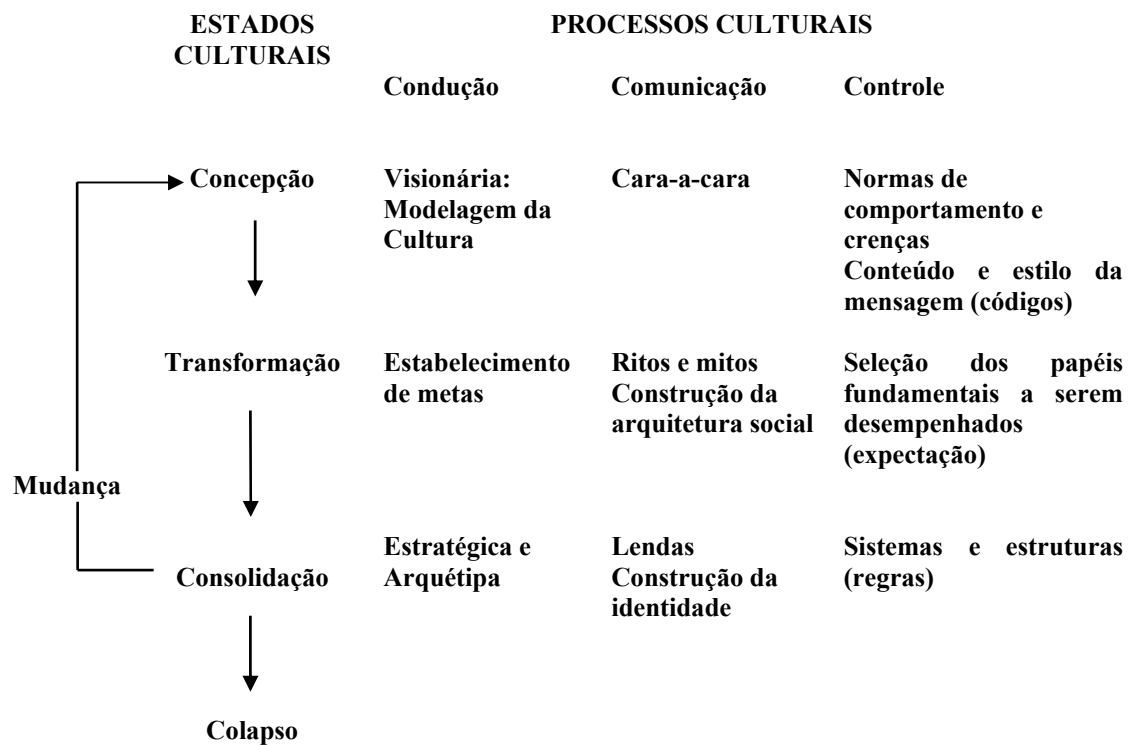 ESTADOS CULTURAIS
PROCESSOS CULTURAIS
Condução
Comunicação
Controle
Concepção
Visionária:
Modelagem da
Cultura
Cara-a-cara
Normas de
comportamento e
crenças
Conteúdo e estilo da
mensagem (códigos)
Transformação
Estabelecimento
de metas
Ritos e mitos
Construção da
arquitetura social
Seleção dos papéis
fundamentais a serem
desempenhados
(expectação)
Mudança
Consolidação
Estratégica e
Arquétipa
Lendas
Construção da
identidade
Sistemas e estruturas
(regras)
Colapso